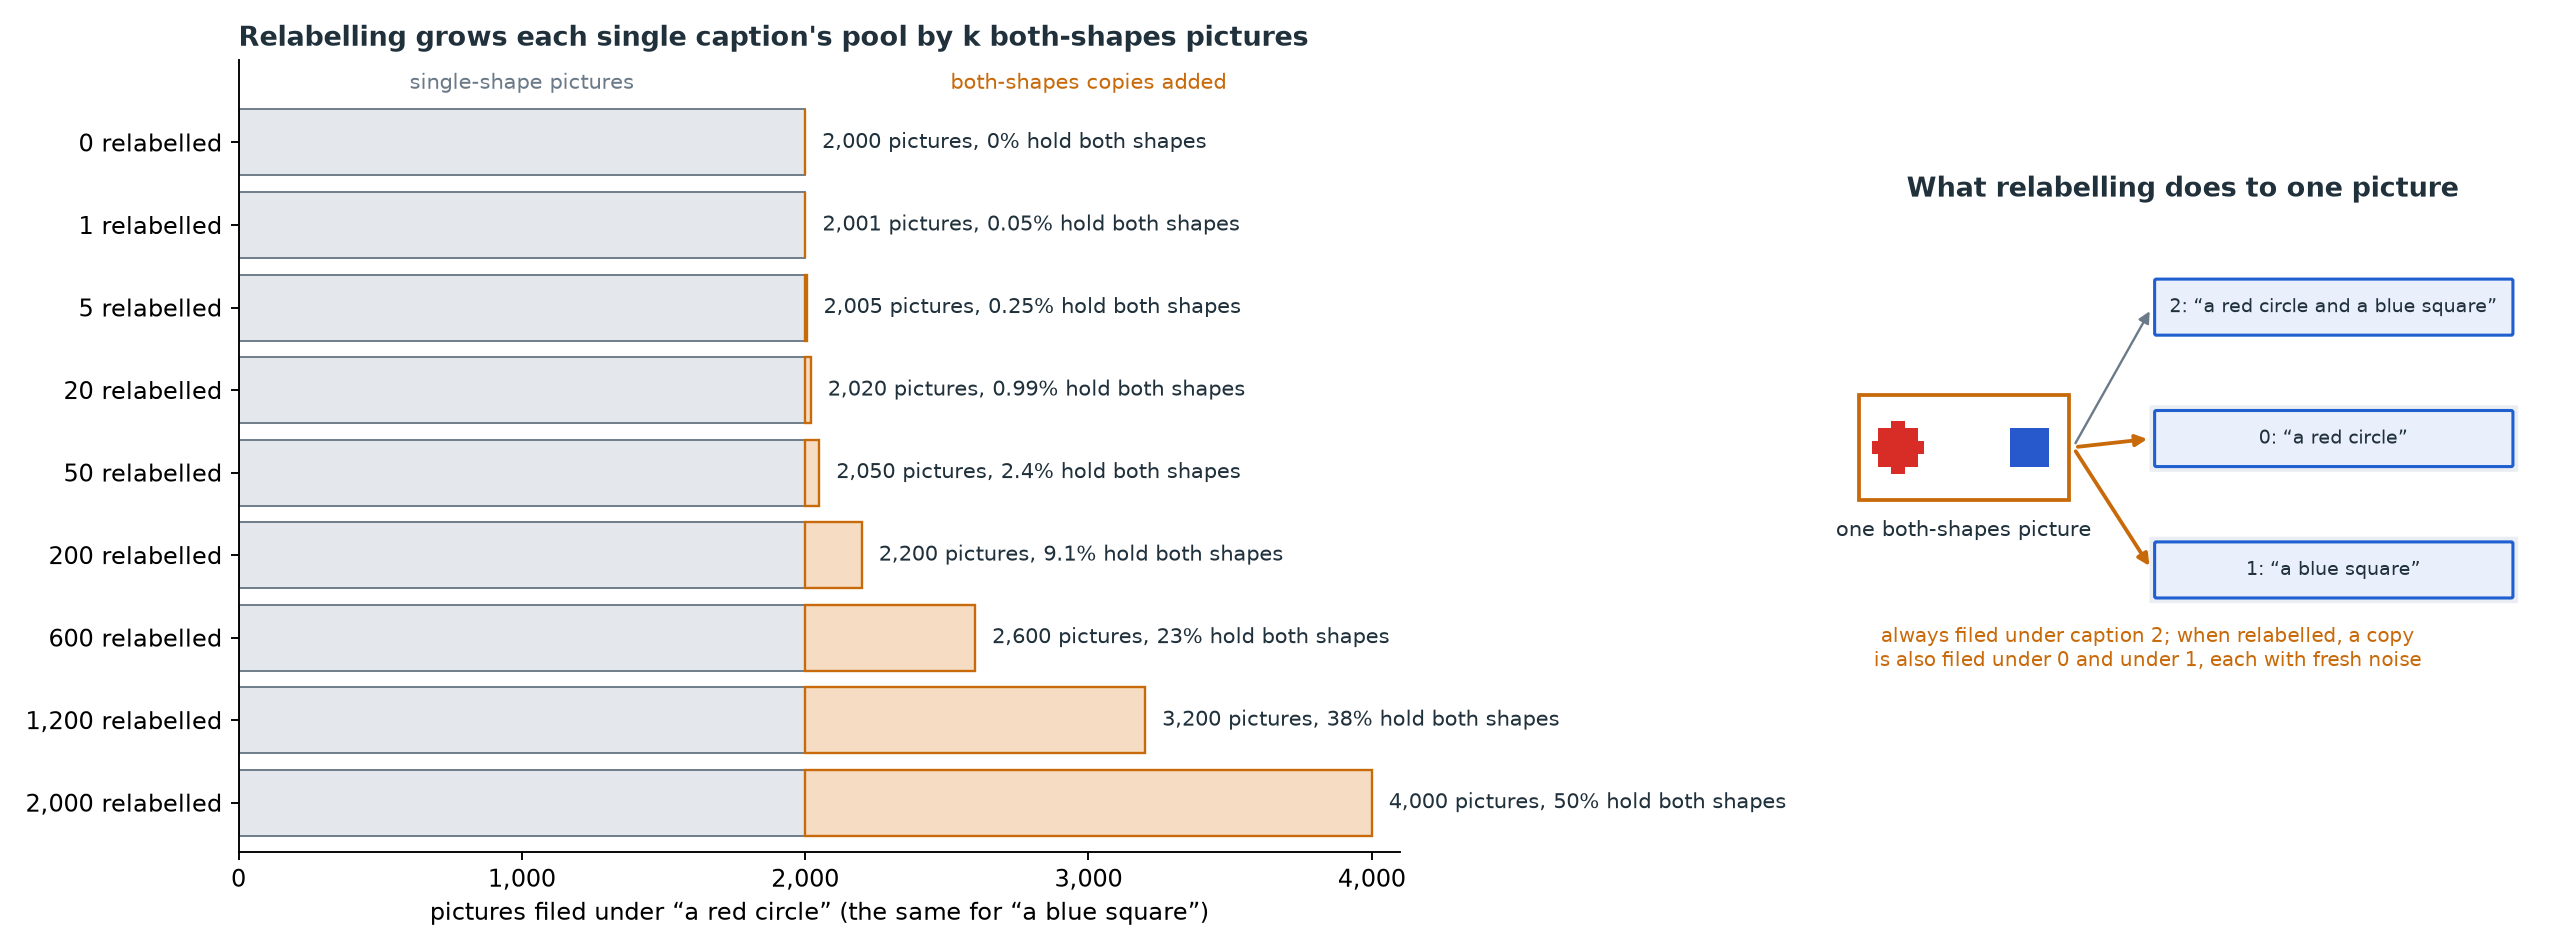 Relabelling grows each single caption's pool by k both-shapes pictures
single-shape pictures
both-shapes copies added
0 relabelled
2,000 pictures, 0% hold both shapes
1 relabelled
2,001 pictures, 0.05% hold both shapes
5 relabelled
2,005 pictures, 0.25% hold both shapes
20 relabelled
2,020 pictures, 0.99% hold both shapes
50 relabelled
2,050 pictures, 2.4% hold both shapes
200 relabelled
2,200 pictures, 9.1% hold both shapes
600 relabelled
2,600 pictures, 23% hold both shapes
1,200 relabelled
3,200 pictures, 38% hold both shapes
2,000 relabelled
4,000 pictures, 50% hold both shapes
0
1,000
2,000
3,000
4,000
pictures filed under “a red circle” (the same for “a blue square”)
What relabelling does to one picture
2: “a red circle and a blue square”
0: “a red circle”
1: “a blue square”
one both-shapes picture
always filed under caption 2; when relabelled, a copy
is also filed under 0 and under 1, each with fresh noise